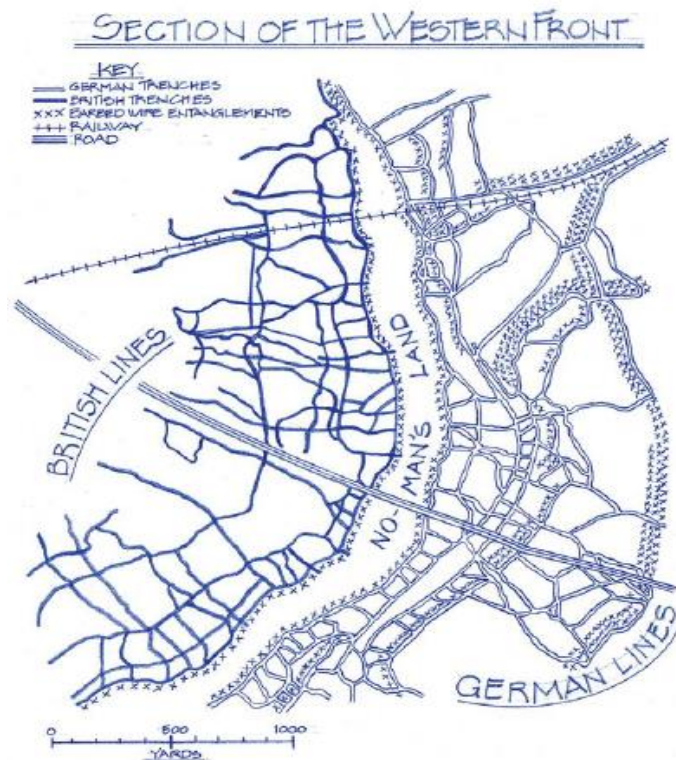 SECTION OF THE WESTERN FRONT
KEY
GERMAN TRENCHES
BRITISH TRENCHES
BARBED WIRE ENTANGLEMENTS
RAILWAY
ROAD
BRITISH LINES
NO-MAN'S LAND
GERMAN LINES
0 500 1000
YARDS